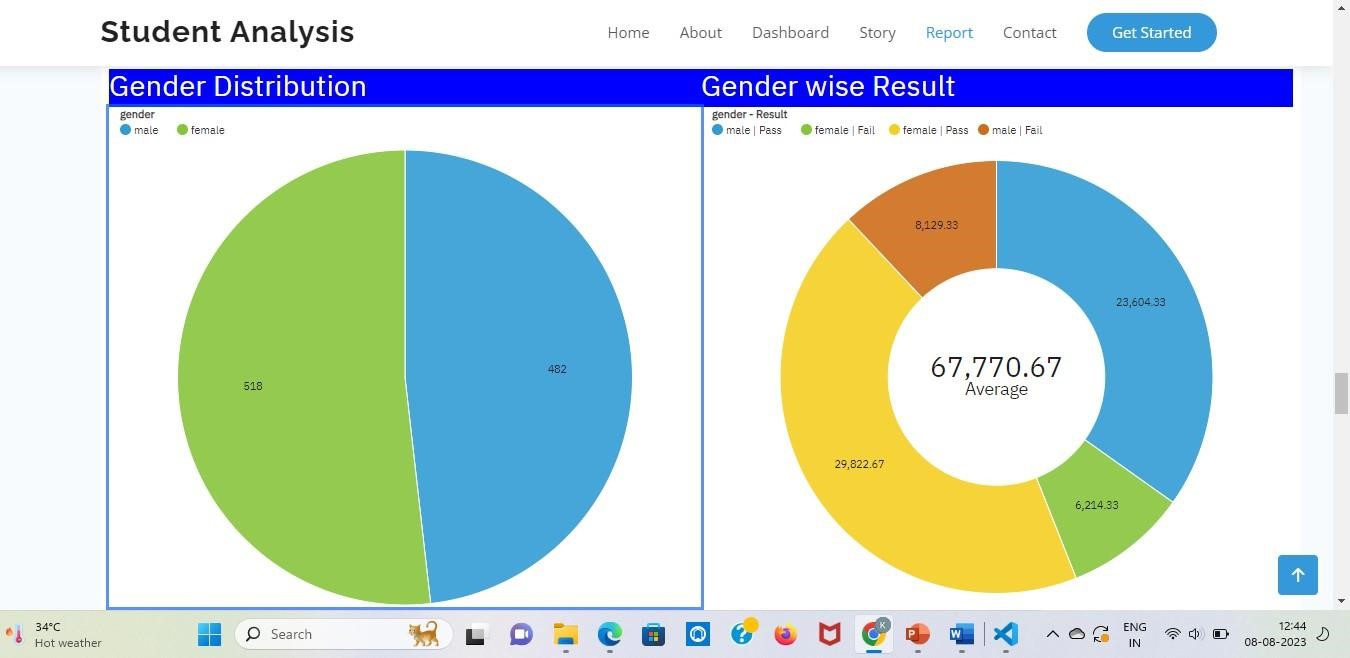 Student Analysis
Home About Dashboard Story Report Contact Get Started
Gender Distribution
Gender wise Result
gender
male female
518
482
gender - Result
male | Pass female | Fail female | Pass male | Fail
8,129.33
23,604.33
67,770.67
Average
29,822.67
6,214.33
34°C
Hot weather
Search
K
P
W
ENG
IN
12:44
08-08-2023